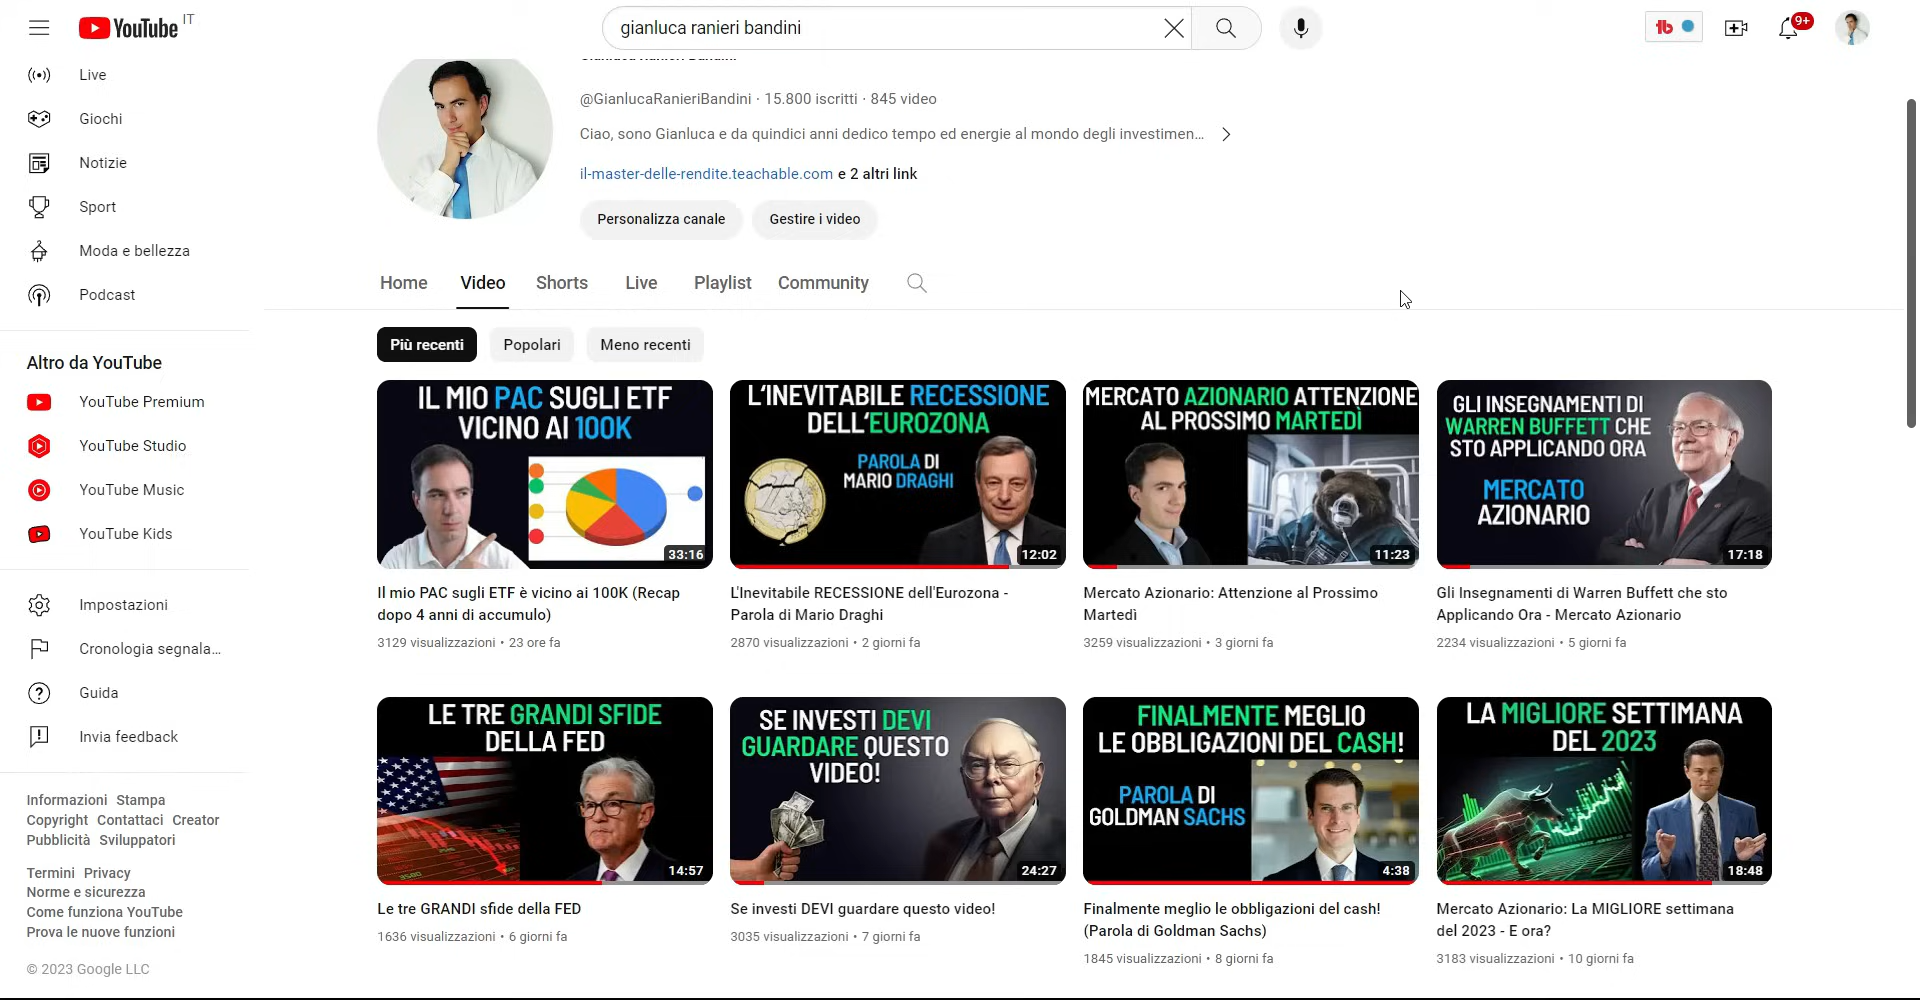 YouTube IT
gianluca ranieri bandini
9+
Live
Giochi
Notizie
Sport
Moda e bellezza
Podcast
Altro da YouTube
YouTube Premium
YouTube Studio
YouTube Music
YouTube Kids
Impostazioni
Cronologia segnala...
Guida
Invia feedback
Informazioni Stampa
Copyright Contattaci Creator
Pubblicità Sviluppatori
Termini Privacy
Norme e sicurezza
Come funziona YouTube
Prova le nuove funzioni
© 2023 Google LLC
@GianlucaRanieriBandini · 15.800 iscritti · 845 video
Ciao, sono Gianluca e da quindici anni dedico tempo ed energie al mondo degli investimen...
il-master-delle-rendite.teachable.com e 2 altri link
Personalizza canale Gestire i video
Home Video Shorts Live Playlist Community
Più recenti Popolari Meno recenti
IL MIO PAC SUGLI ETF
VICINO AI 100K
33:16
Il mio PAC sugli ETF è vicino ai 100K (Recap
dopo 4 anni di accumulo)
3129 visualizzazioni • 23 ore fa
L'INEVITABILE RECESSIONE
DELL'EUROZONA
PAROLA DI
MARIO DRAGHI
12:02
L'Inevitabile RECESSIONE dell'Eurozona -
Parola di Mario Draghi
2870 visualizzazioni • 2 giorni fa
MERCATO AZIONARIO ATTENZIONE
AL PROSSIMO MARTEDÌ
11:23
Mercato Azionario: Attenzione al Prossimo
Martedì
3259 visualizzazioni • 3 giorni fa
GLI INSEGNAMENTI DI
WARREN BUFFETT CHE
STO APPLICANDO ORA
MERCATO
AZIONARIO
17:18
Gli Insegnamenti di Warren Buffett che sto
Applicando Ora - Mercato Azionario
2234 visualizzazioni • 5 giorni fa
LE TRE GRANDI SFIDE
DELLA FED
14:57
Le tre GRANDI sfide della FED
1636 visualizzazioni • 6 giorni fa
SE INVESTI DEVI
GUARDARE QUESTO
VIDEO!
24:27
Se investi DEVI guardare questo video!
3035 visualizzazioni • 7 giorni fa
FINALMENTE MEGLIO
LE OBBLIGAZIONI DEL CASH!
PAROLA DI
GOLDMAN SACHS
4:38
Finalmente meglio le obbligazioni del cash!
(Parola di Goldman Sachs)
1845 visualizzazioni • 8 giorni fa
LA MIGLIORE SETTIMANA
DEL 2023
18:48
Mercato Azionario: La MIGLIORE settimana
del 2023 - E ora?
3183 visualizzazioni • 10 giorni fa